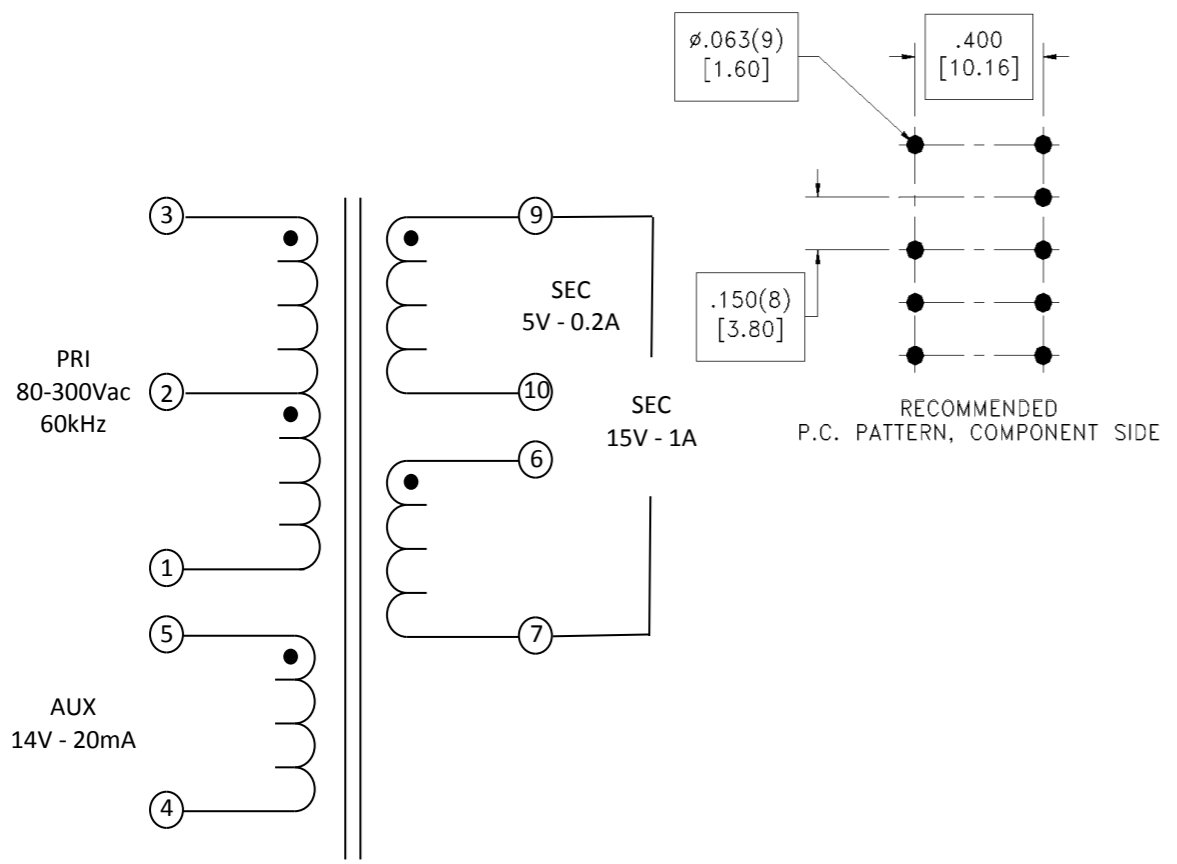 ø.063(9)
[1.60]
.400
[10.16]
3
9
SEC
5V - 0.2A
.150(8)
[3.80]
PRI
80-300Vac
60kHz
2
10
SEC
15V - 1A
RECOMMENDED
P.C. PATTERN, COMPONENT SIDE
6
1
5
7
AUX
14V - 20mA
4